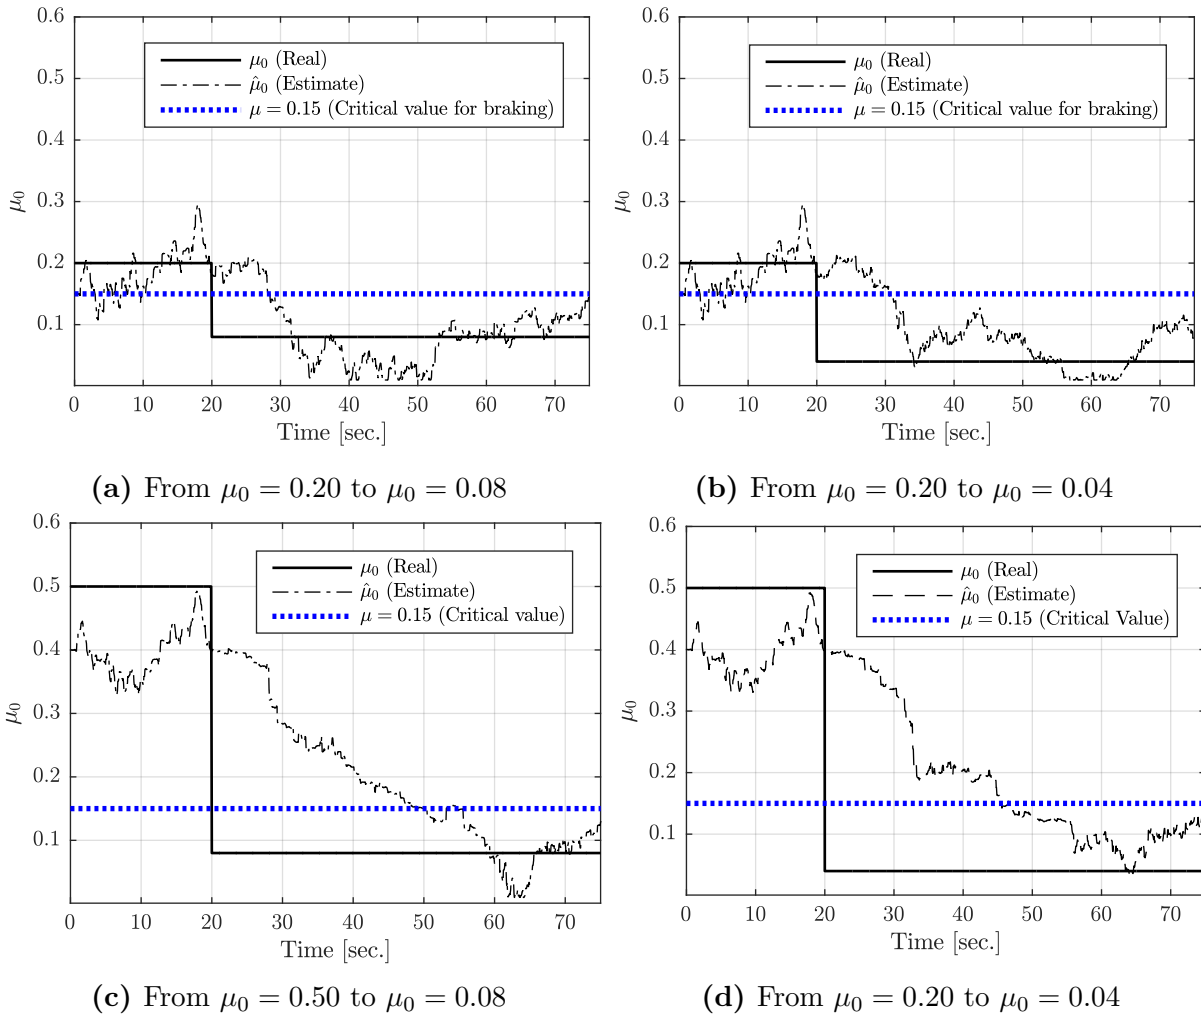 0.6
0.5
0.4
0.3
0.2
0.1
μ₀
μ₀ (Real)
μ̂₀ (Estimate)
μ = 0.15 (Critical value for braking)
0 10 20 30 40 50 60 70
Time [sec.]
(a) From μ₀ = 0.20 to μ₀ = 0.08
0.6
0.5
0.4
0.3
0.2
0.1
μ₀
μ₀ (Real)
μ̂₀ (Estimate)
μ = 0.15 (Critical value for braking)
0 10 20 30 40 50 60 70
Time [sec.]
(b) From μ₀ = 0.20 to μ₀ = 0.04
0.6
0.5
0.4
0.3
0.2
0.1
μ₀
μ₀ (Real)
μ̂₀ (Estimate)
μ = 0.15 (Critical value)
0 10 20 30 40 50 60 70
Time [sec.]
(c) From μ₀ = 0.50 to μ₀ = 0.08
0.6
0.5
0.4
0.3
0.2
0.1
μ₀
μ₀ (Real)
μ̂₀ (Estimate)
μ = 0.15 (Critical Value)
0 10 20 30 40 50 60 70
Time [sec.]
(d) From μ₀ = 0.20 to μ₀ = 0.04